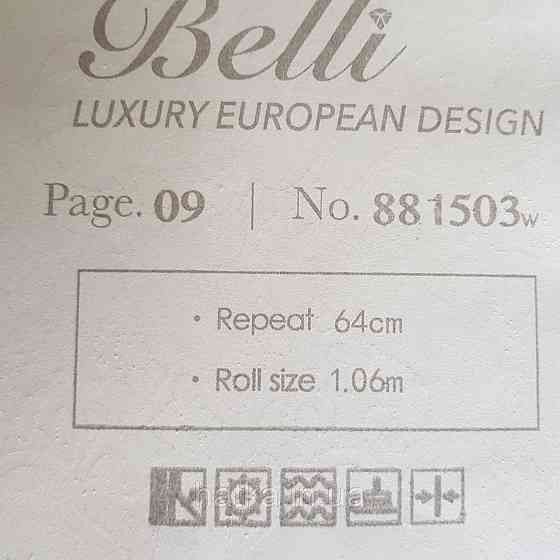 Belli
LUXURY EUROPEAN DESIGN
Page. 09 | No. 881503w
• Repeat 64cm
• Roll size 1.06m